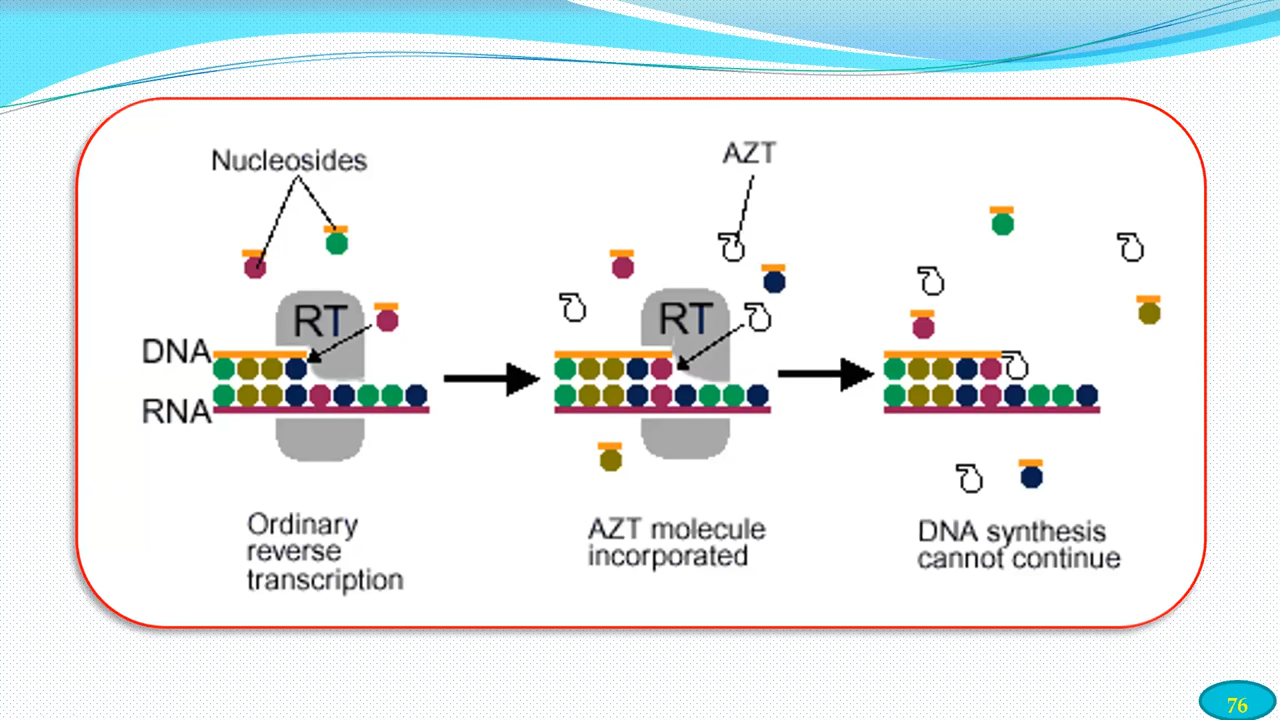 Nucleosides
AZT
RT
RT
DNA
RNA
Ordinary
reverse
transcription
AZT molecule
incorporated
DNA synthesis
cannot continue
76